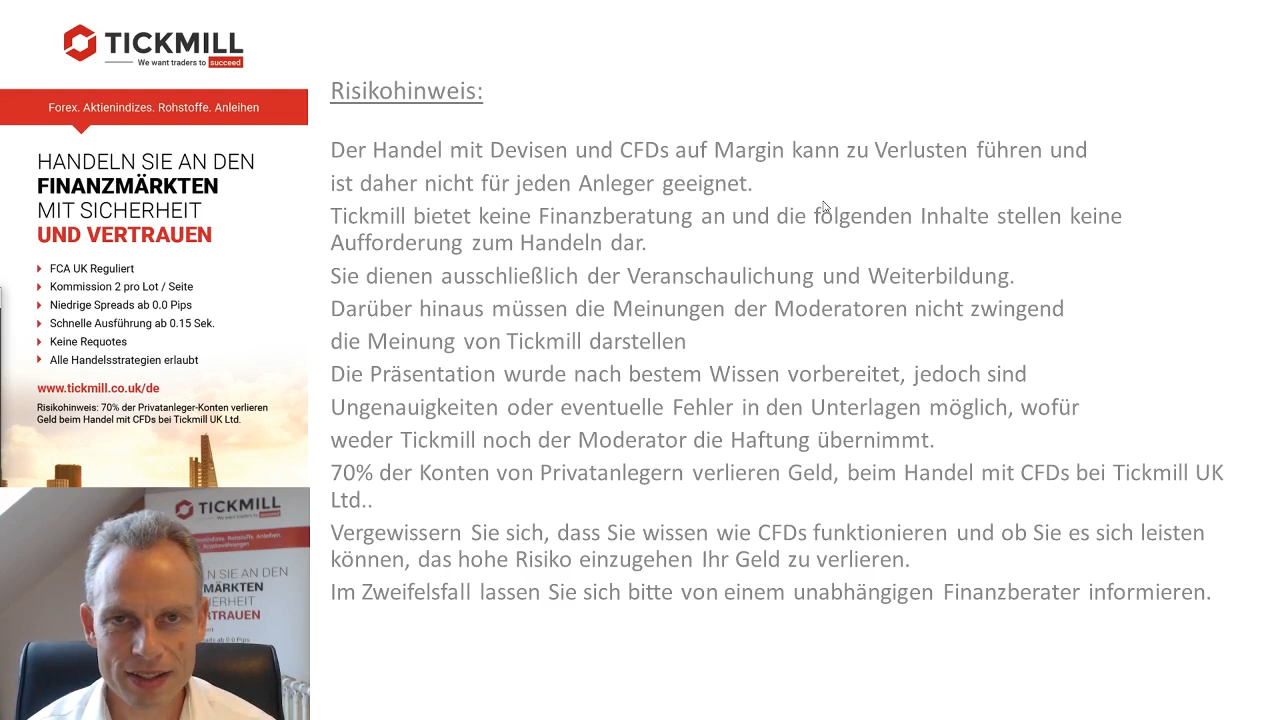 TICKMILL
We want traders to succeed
Forex. Aktienindizes. Rohstoffe. Anleihen
HANDELN SIE AN DEN
FINANZMÄRKTEN
MIT SICHERHEIT
UND VERTRAUEN
FCA UK Reguliert
Kommission 2 pro Lot / Seite
Niedrige Spreads ab 0.0 Pips
Schnelle Ausführung ab 0.15 Sek.
Keine Requotes
Alle Handelsstrategien erlaubt
www.tickmill.co.uk/de
Risikohinweis: 70% der Privatanleger-Konten verlieren
Geld beim Handel mit CFDs bei Tickmill UK Ltd.
Risikohinweis:
Der Handel mit Devisen und CFDs auf Margin kann zu Verlusten führen und
ist daher nicht für jeden Anleger geeignet.
Tickmill bietet keine Finanzberatung an und die folgenden Inhalte stellen keine
Aufforderung zum Handeln dar.
Sie dienen ausschließlich der Veranschaulichung und Weiterbildung.
Darüber hinaus müssen die Meinungen der Moderatoren nicht zwingend
die Meinung von Tickmill darstellen
Die Präsentation wurde nach bestem Wissen vorbereitet, jedoch sind
Ungenauigkeiten oder eventuelle Fehler in den Unterlagen möglich, wofür
weder Tickmill noch der Moderator die Haftung übernimmt.
70% der Konten von Privatanlegern verlieren Geld, beim Handel mit CFDs bei Tickmill UK
Ltd..
Vergewissern Sie sich, dass Sie wissen wie CFDs funktionieren und ob Sie es sich leisten
können, das hohe Risiko einzugehen Ihr Geld zu verlieren.
Im Zweifelsfall lassen Sie sich bitte von einem unabhängigen Finanzberater informieren.
TICKMILL
We want traders to succeed
Rohstoffe. Anleihen.
SIE AN DEN